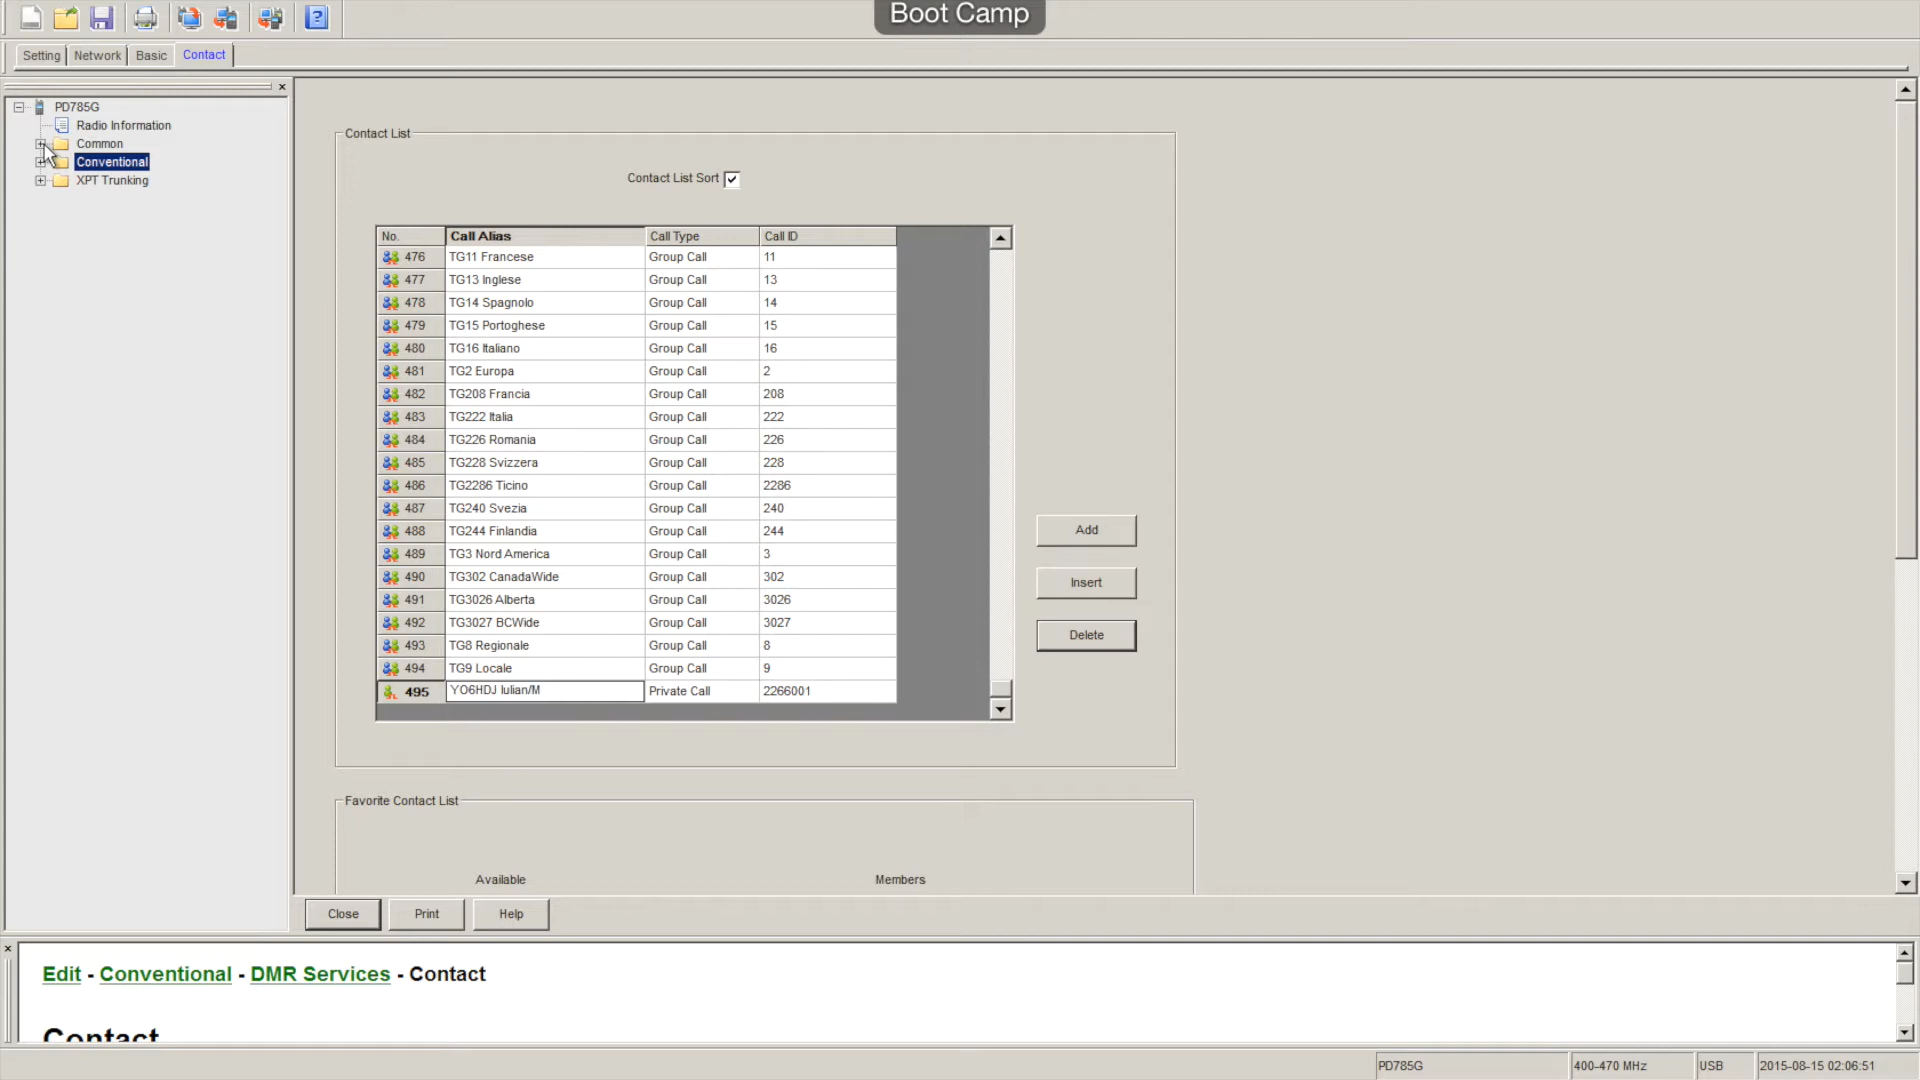 Boot Camp
Setting Network Basic Contact
PD785G
Radio Information
Common
Conventional
XPT Trunking
Contact List
Contact List Sort
No. Call Alias Call Type Call ID
476 TG11 Francese Group Call 11
477 TG13 Inglese Group Call 13
478 TG14 Spagnolo Group Call 14
479 TG15 Portoghese Group Call 15
480 TG16 Italiano Group Call 16
481 TG2 Europa Group Call 2
482 TG208 Francia Group Call 208
483 TG222 Italia Group Call 222
484 TG226 Romania Group Call 226
485 TG228 Svizzera Group Call 228
486 TG2286 Ticino Group Call 2286
487 TG240 Svezia Group Call 240
488 TG244 Finlandia Group Call 244
489 TG3 Nord America Group Call 3
490 TG302 CanadaWide Group Call 302
491 TG3026 Alberta Group Call 3026
492 TG3027 BCWide Group Call 3027
493 TG8 Regionale Group Call 8
494 TG9 Locale Group Call 9
495 YO6HDJ Iulian/M Private Call 2266001
Add
Insert
Delete
Favorite Contact List
Available Members
Close Print Help
Edit - Conventional - DMR Services - Contact
Contact
PD785G 400-470 MHz USB 2015-08-15 02:06:51